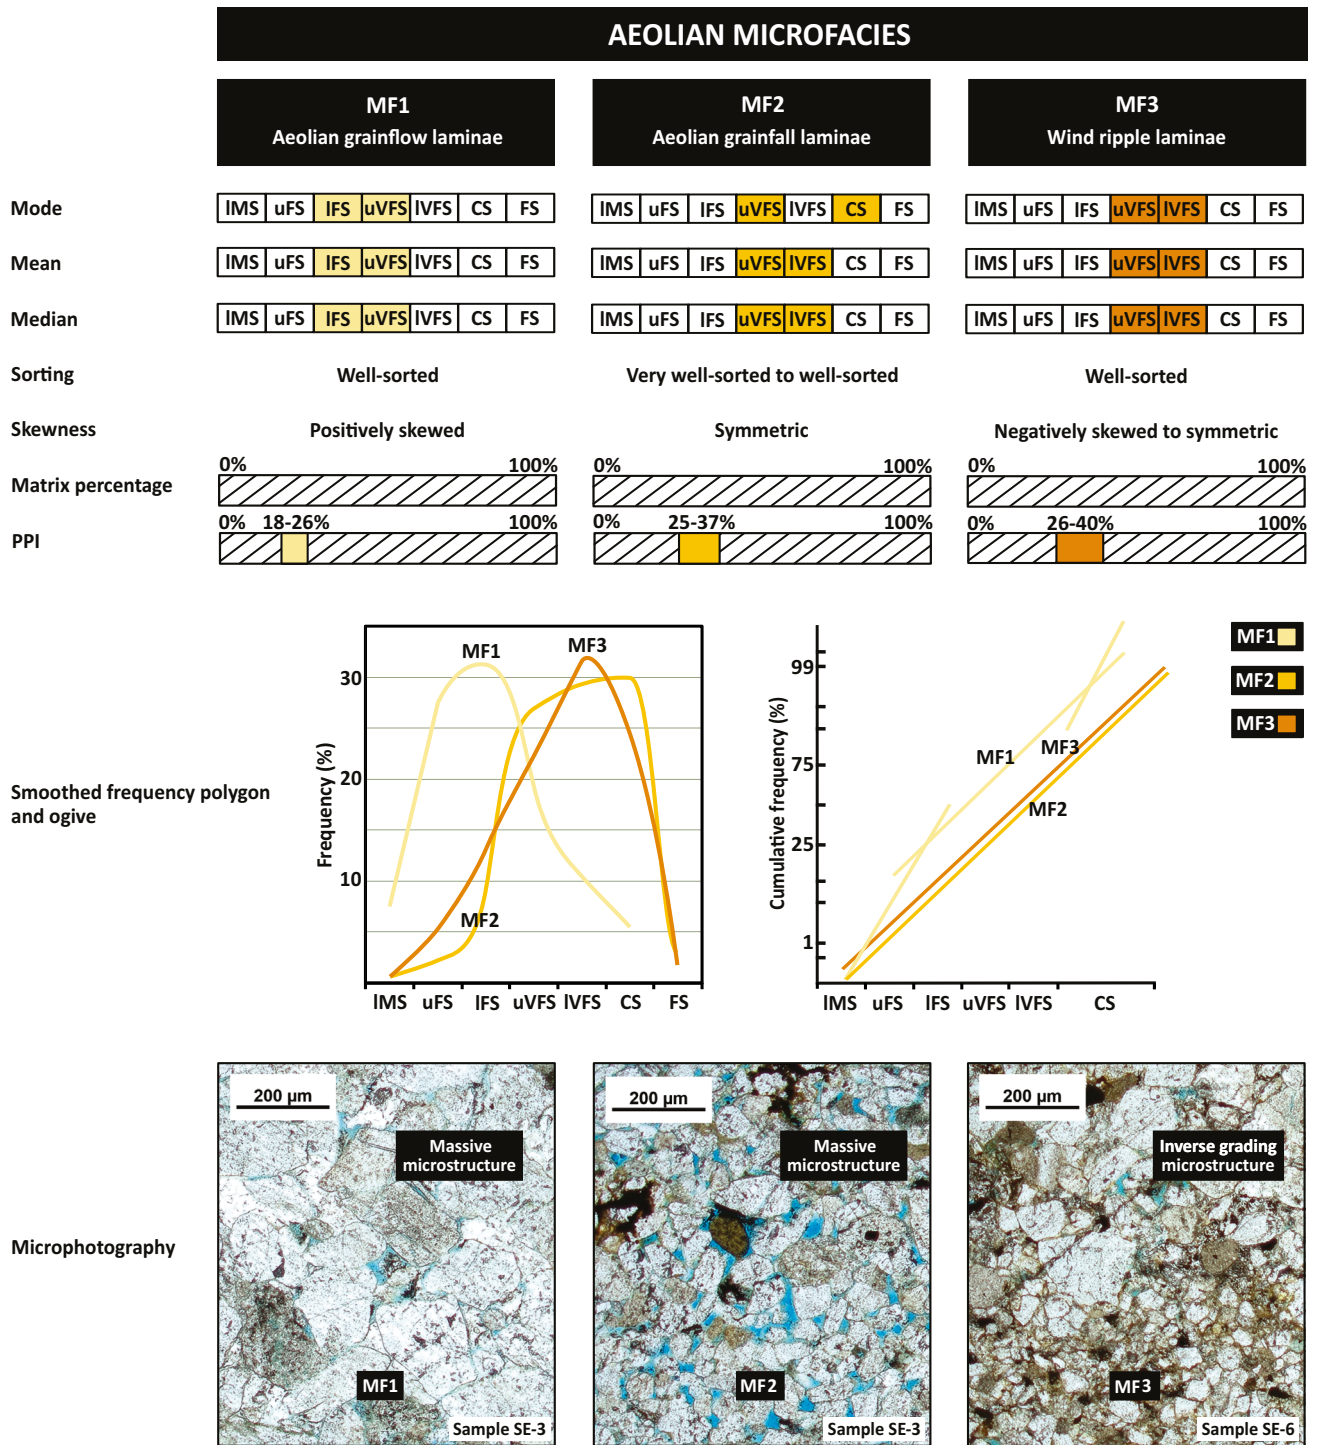 AEOLIAN MICROFACIES
MF1
Aeolian grainflow laminae
MF2
Aeolian grainfall laminae
MF3
Wind ripple laminae
Mode
lMS uFS lFS uVFS lVFS CS FS
lMS uFS lFS uVFS lVFS CS FS
lMS uFS lFS uVFS lVFS CS FS
Mean
lMS uFS lFS uVFS lVFS CS FS
lMS uFS lFS uVFS lVFS CS FS
lMS uFS lFS uVFS lVFS CS FS
Median
lMS uFS lFS uVFS lVFS CS FS
lMS uFS lFS uVFS lVFS CS FS
lMS uFS lFS uVFS lVFS CS FS
Sorting
Well-sorted
Very well-sorted to well-sorted
Well-sorted
Skewness
Positively skewed
Symmetric
Negatively skewed to symmetric
Matrix percentage
0% 100%
0% 100%
0% 100%
PPI
0% 18-26% 100%
0% 25-37% 100%
0% 26-40% 100%
Smoothed frequency polygon
and ogive
Frequency (%)
30
20
10
MF1
MF3
MF2
lMS uFS lFS uVFS lVFS CS FS
Cumulative frequency (%)
99
75
25
1
MF1
MF3
MF2
lMS uFS lFS uVFS lVFS CS
MF1
MF2
MF3
Microphotography
200 µm
Massive
microstructure
MF1
Sample SE-3
200 µm
Massive
microstructure
MF2
Sample SE-3
200 µm
Inverse grading
microstructure
MF3
Sample SE-6